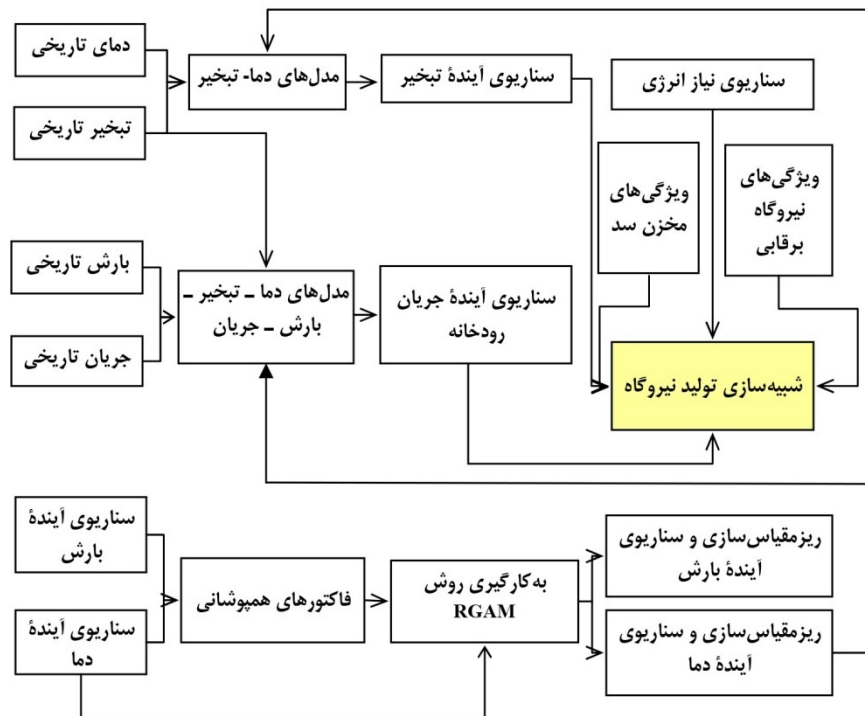 دمای تاریخی
مدل‌های دما- تبخیر
سناریوی آیندهٔ تبخیر
سناریوی نیاز انرژی
تبخیر تاریخی
ویژگی‌های
مخزن سد
ویژگی‌های
نیروگاه
برقابی
بارش تاریخی
مدل‌های دما – تبخیر –
بارش – جریان
سناریوی آیندهٔ جریان
رودخانه
جریان تاریخی
شبیه‌سازی تولید نیروگاه
سناریوی آیندهٔ
بارش
فاکتورهای همپوشانی
به‌کارگیری روش
RGAM
ریزمقیاس‌سازی و سناریوی
آیندهٔ بارش
سناریوی آیندهٔ
دما
ریزمقیاس‌سازی و سناریوی
آیندهٔ دما